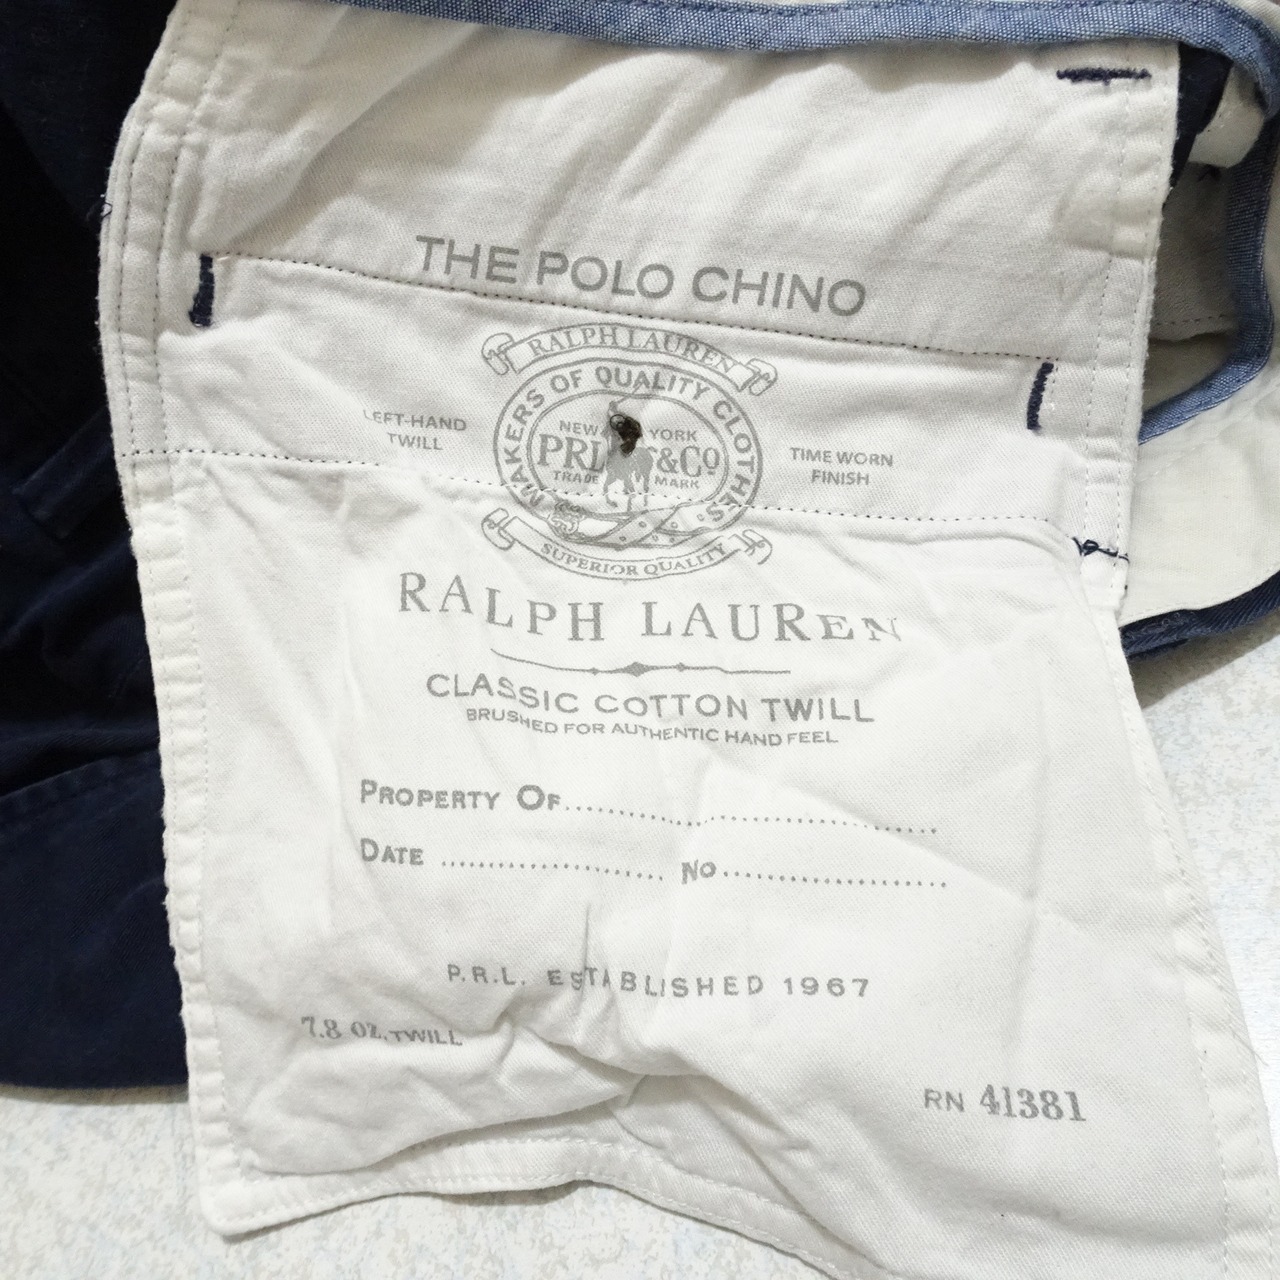 THE POLO CHINO
RALPH LAUREN
MAKERS OF QUALITY CLOTHES
LEFT-HAND
TWILL
NEW YORK
PRL &Co
TRADE MARK
TIME WORN
FINISH
SUPERIOR QUALITY
RALPH LAUREN
CLASSIC COTTON TWILL
BRUSHED FOR AUTHENTIC HAND FEEL
PROPERTY OF....................................
DATE ...................... NO......................
P.R.L. ESTABLISHED 1967
7.8 OZ. TWILL
RN 41381